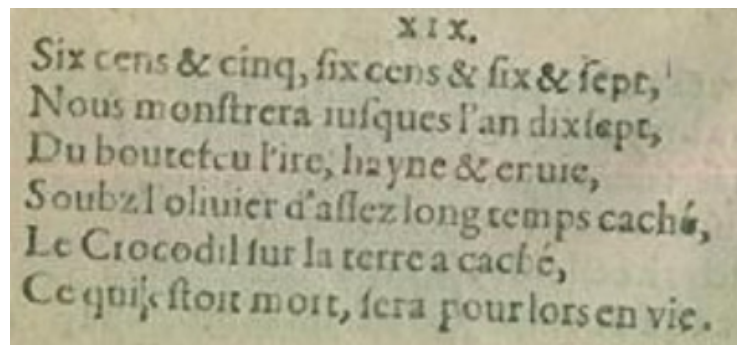 XIX.
Six cens & cinq, ſix cens & ſix & ſept,
Nous monſtrera iuſques l'an dixſept,
Du boutefeu l'ire, hayne & enuie,
Soubz l'oliuier d'aſſez long temps caché,
Le Crocodil ſur la terre a caché,
Ce qui eſtoit mort, ſera pour lors en vie.